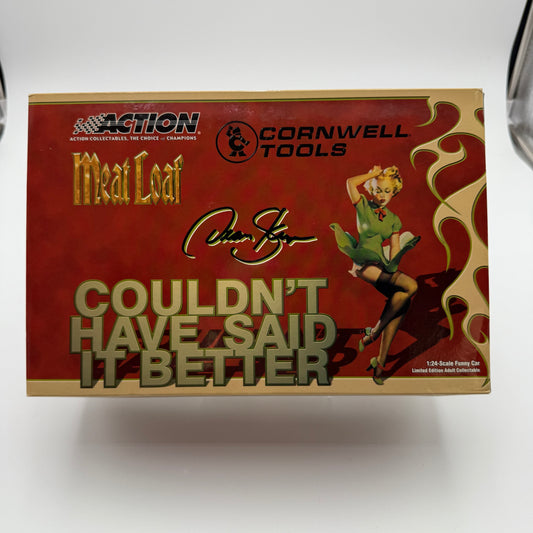 ACTION®
ACTION COLLECTABLES, THE CHOICE OF CHAMPIONS
CORNWELL®
TOOLS
Meat Loaf
COULDN'T
HAVE SAID
IT BETTER
1:24-Scale Funny Car
Limited Edition Adult Collectable